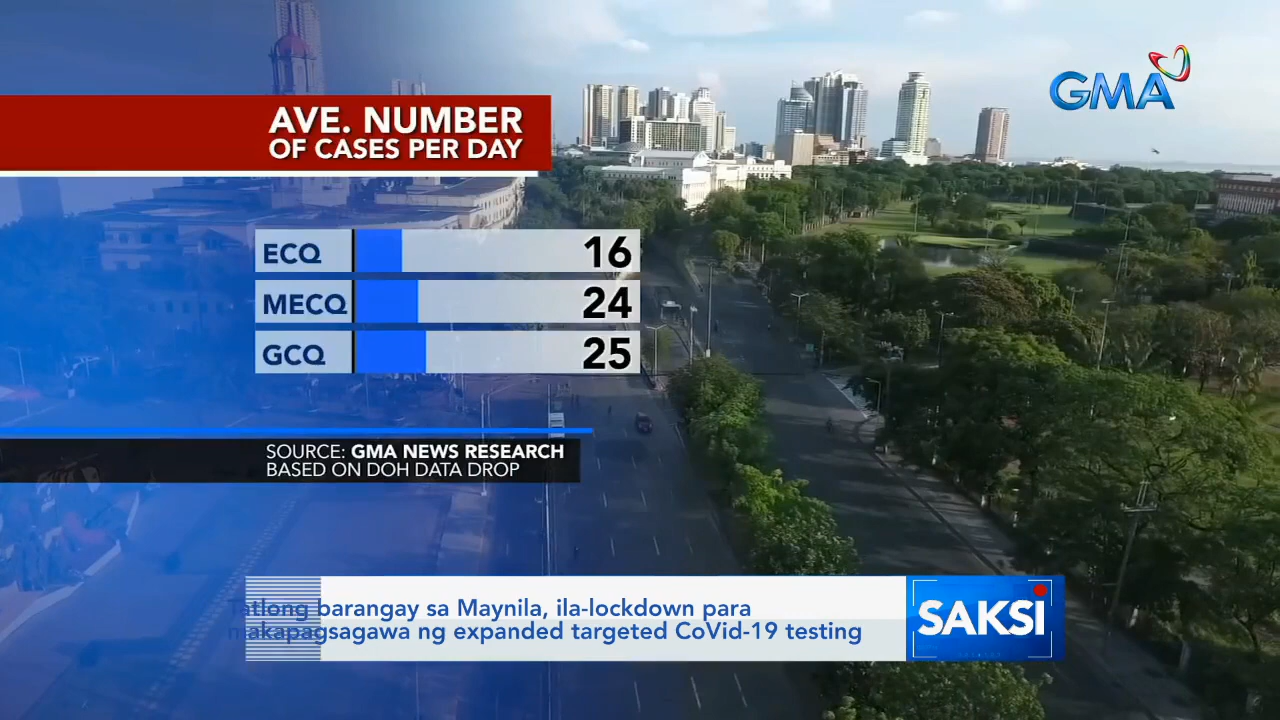 GMA
AVE. NUMBER
OF CASES PER DAY
ECQ 16
MECQ 24
GCQ 25
SOURCE: GMA NEWS RESEARCH
BASED ON DOH DATA DROP
Tatlong barangay sa Maynila, ila-lockdown para
makapagsagawa ng expanded targeted CoVid-19 testing
SAKSI